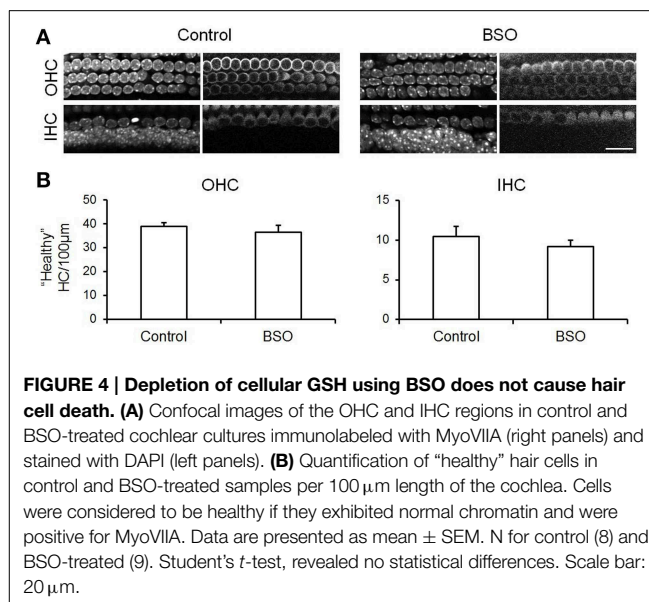 A Control BSO
OHC
IHC
B OHC IHC
"Healthy"
HC/100μm
50
40
30
20
10
0
Control BSO
15
10
5
0
Control BSO
FIGURE 4 | Depletion of cellular GSH using BSO does not cause hair
cell death. (A) Confocal images of the OHC and IHC regions in control and
BSO-treated cochlear cultures immunolabeled with MyoVIIA (right panels) and
stained with DAPI (left panels). (B) Quantification of “healthy” hair cells in
control and BSO-treated samples per 100 μm length of the cochlea. Cells
were considered to be healthy if they exhibited normal chromatin and were
positive for MyoVIIA. Data are presented as mean ± SEM. N for control (8) and
BSO-treated (9). Student’s t-test, revealed no statistical differences. Scale bar:
20 μm.